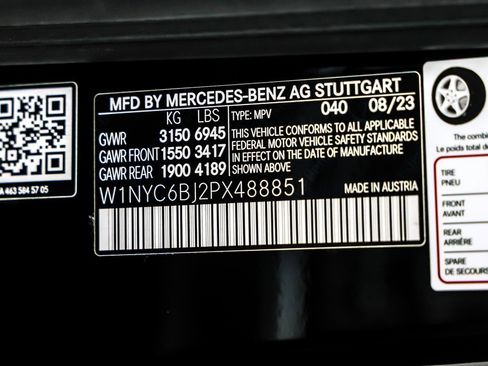 MFD BY MERCEDES-BENZ AG STUTTGART
KG LBS TYPE: MPV 040 08/23
GVWR 3150 6945
GAWR FRONT 1550 3417
GAWR REAR 1900 4189
THIS VEHICLE CONFORMS TO ALL APPLICABLE
FEDERAL MOTOR VEHICLE SAFETY STANDARDS
IN EFFECT ON THE DATE OF MANUFACTURE
SHOWN ABOVE.
W1NYC6BJ2PX488851 MADE IN AUSTRIA
A 463 584 57 05
The combin
Le poids total de
TIRE
PNEU
FRONT
AVANT
REAR
ARRIÈRE
SPARE
DE SECOURS